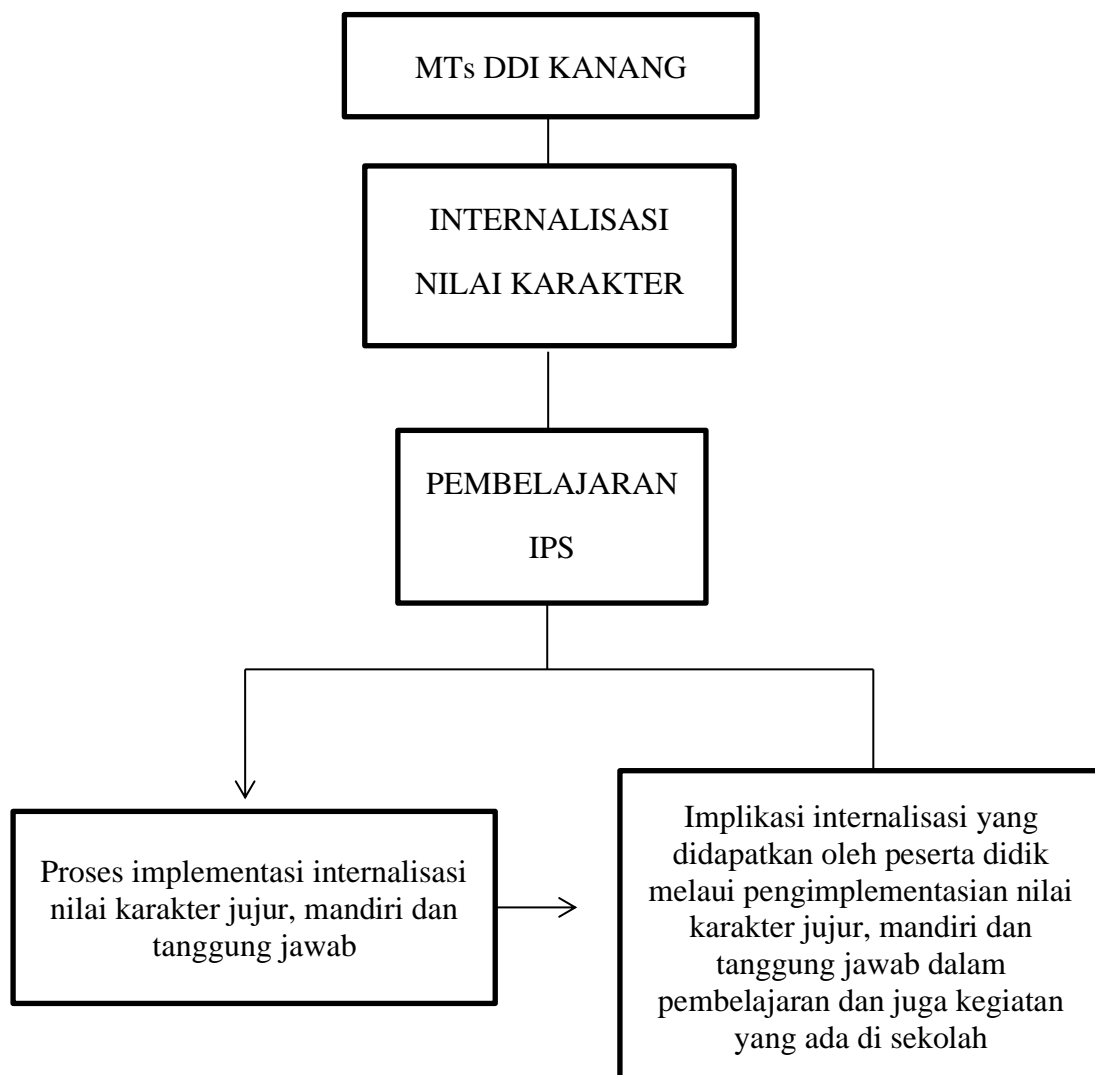 MTs DDI KANANG
INTERNALISASI
NILAI KARAKTER
PEMBELAJARAN
IPS
Proses implementasi internalisasi
nilai karakter jujur, mandiri dan
tanggung jawab
Implikasi internalisasi yang
didapatkan oleh peserta didik
melaui pengimplementasian nilai
karakter jujur, mandiri dan
tanggung jawab dalam
pembelajaran dan juga kegiatan
yang ada di sekolah